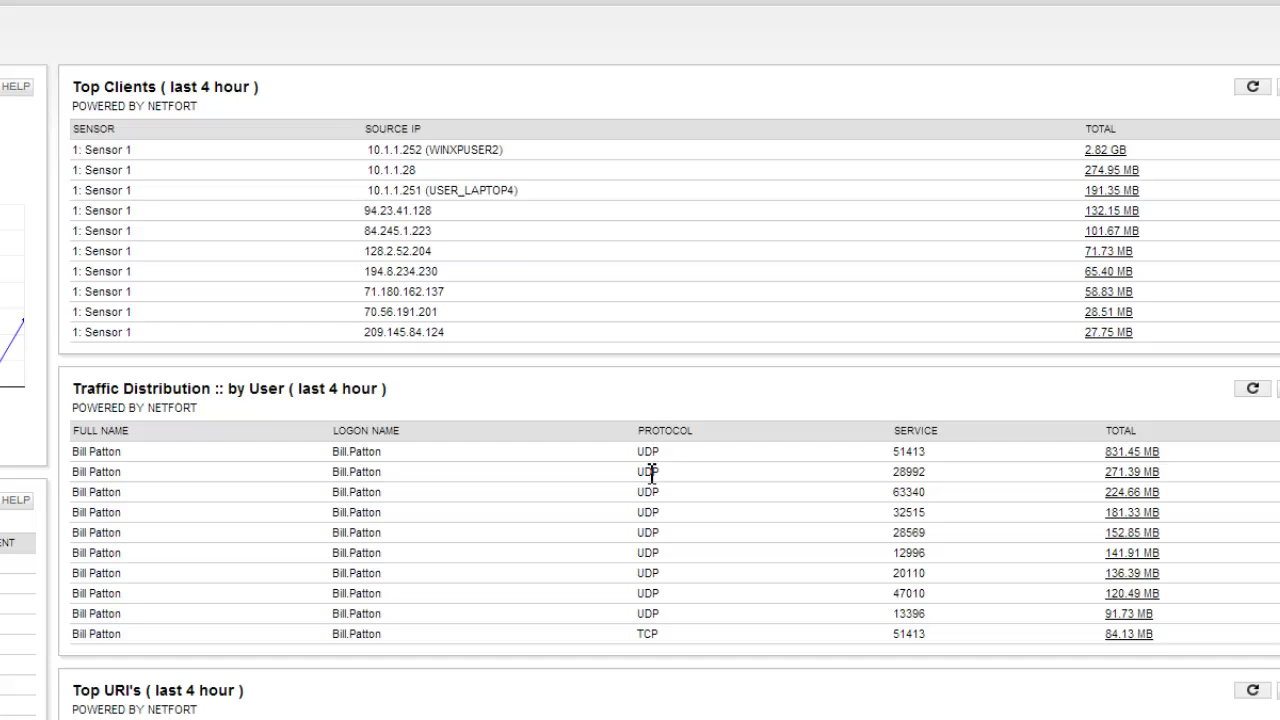 HELP
Top Clients ( last 4 hour )
POWERED BY NETFORT
SENSOR SOURCE IP TOTAL
1: Sensor 1 10.1.1.252 (WINXPUSER2) 2.82 GB
1: Sensor 1 10.1.1.28 274.95 MB
1: Sensor 1 10.1.1.251 (USER_LAPTOP4) 191.35 MB
1: Sensor 1 94.23.41.128 132.15 MB
1: Sensor 1 84.245.1.223 101.67 MB
1: Sensor 1 128.2.52.204 71.73 MB
1: Sensor 1 194.8.234.230 65.40 MB
1: Sensor 1 71.180.162.137 58.83 MB
1: Sensor 1 70.56.191.201 28.51 MB
1: Sensor 1 209.145.84.124 27.75 MB
Traffic Distribution :: by User ( last 4 hour )
POWERED BY NETFORT
FULL NAME LOGON NAME PROTOCOL SERVICE TOTAL
Bill Patton Bill.Patton UDP 51413 831.45 MB
Bill Patton Bill.Patton UDP 28992 271.39 MB
Bill Patton Bill.Patton UDP 63340 224.66 MB
Bill Patton Bill.Patton UDP 32515 181.33 MB
Bill Patton Bill.Patton UDP 28569 152.85 MB
Bill Patton Bill.Patton UDP 12996 141.91 MB
Bill Patton Bill.Patton UDP 20110 136.39 MB
Bill Patton Bill.Patton UDP 47010 120.49 MB
Bill Patton Bill.Patton UDP 13396 91.73 MB
Bill Patton Bill.Patton TCP 51413 84.13 MB
HELP
ENT
Top URI's ( last 4 hour )
POWERED BY NETFORT